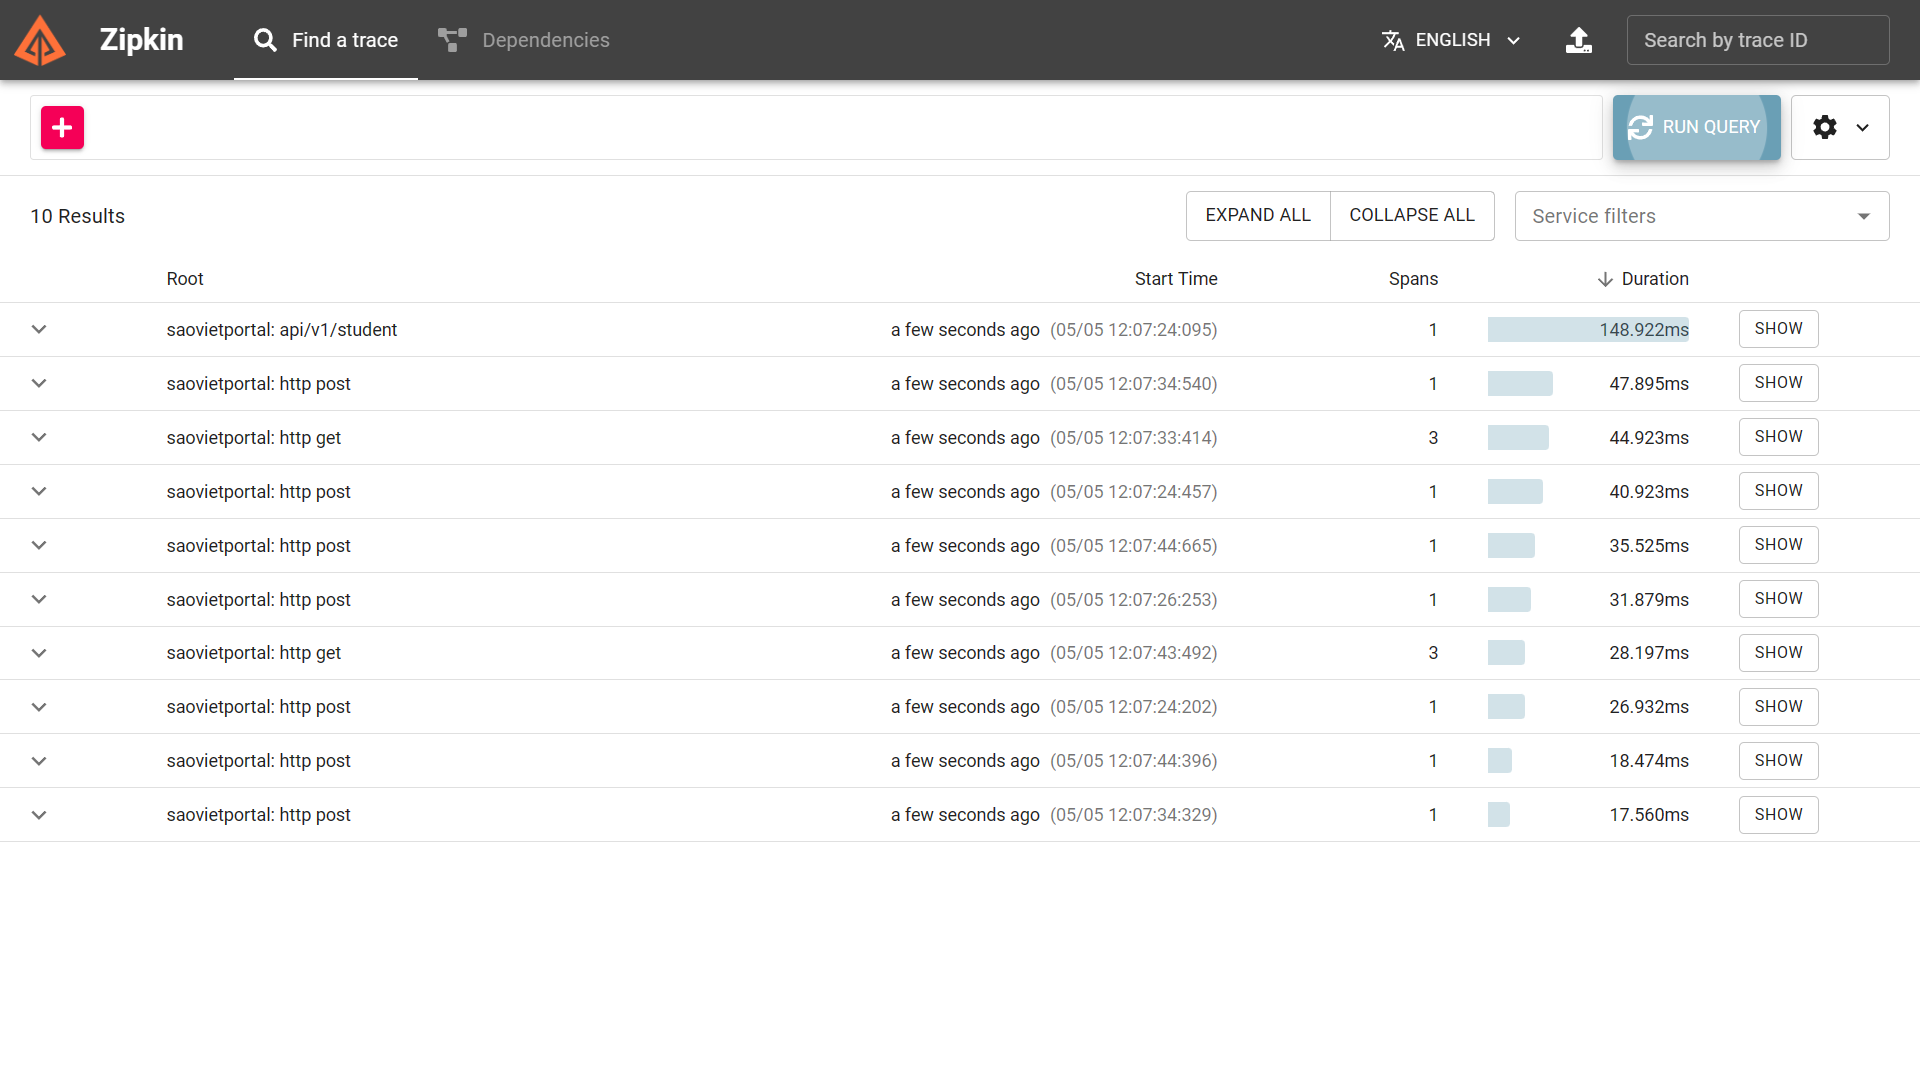 Zipkin Find a trace Dependencies ENGLISH Search by trace ID
RUN QUERY
10 Results EXPAND ALL COLLAPSE ALL Service filters
Root Start Time Spans Duration
saovietportal: api/v1/student a few seconds ago (05/05 12:07:24:095) 1 148.922ms SHOW
saovietportal: http post a few seconds ago (05/05 12:07:34:540) 1 47.895ms SHOW
saovietportal: http get a few seconds ago (05/05 12:07:33:414) 3 44.923ms SHOW
saovietportal: http post a few seconds ago (05/05 12:07:24:457) 1 40.923ms SHOW
saovietportal: http post a few seconds ago (05/05 12:07:44:665) 1 35.525ms SHOW
saovietportal: http post a few seconds ago (05/05 12:07:26:253) 1 31.879ms SHOW
saovietportal: http get a few seconds ago (05/05 12:07:43:492) 3 28.197ms SHOW
saovietportal: http post a few seconds ago (05/05 12:07:24:202) 1 26.932ms SHOW
saovietportal: http post a few seconds ago (05/05 12:07:44:396) 1 18.474ms SHOW
saovietportal: http post a few seconds ago (05/05 12:07:34:329) 1 17.560ms SHOW